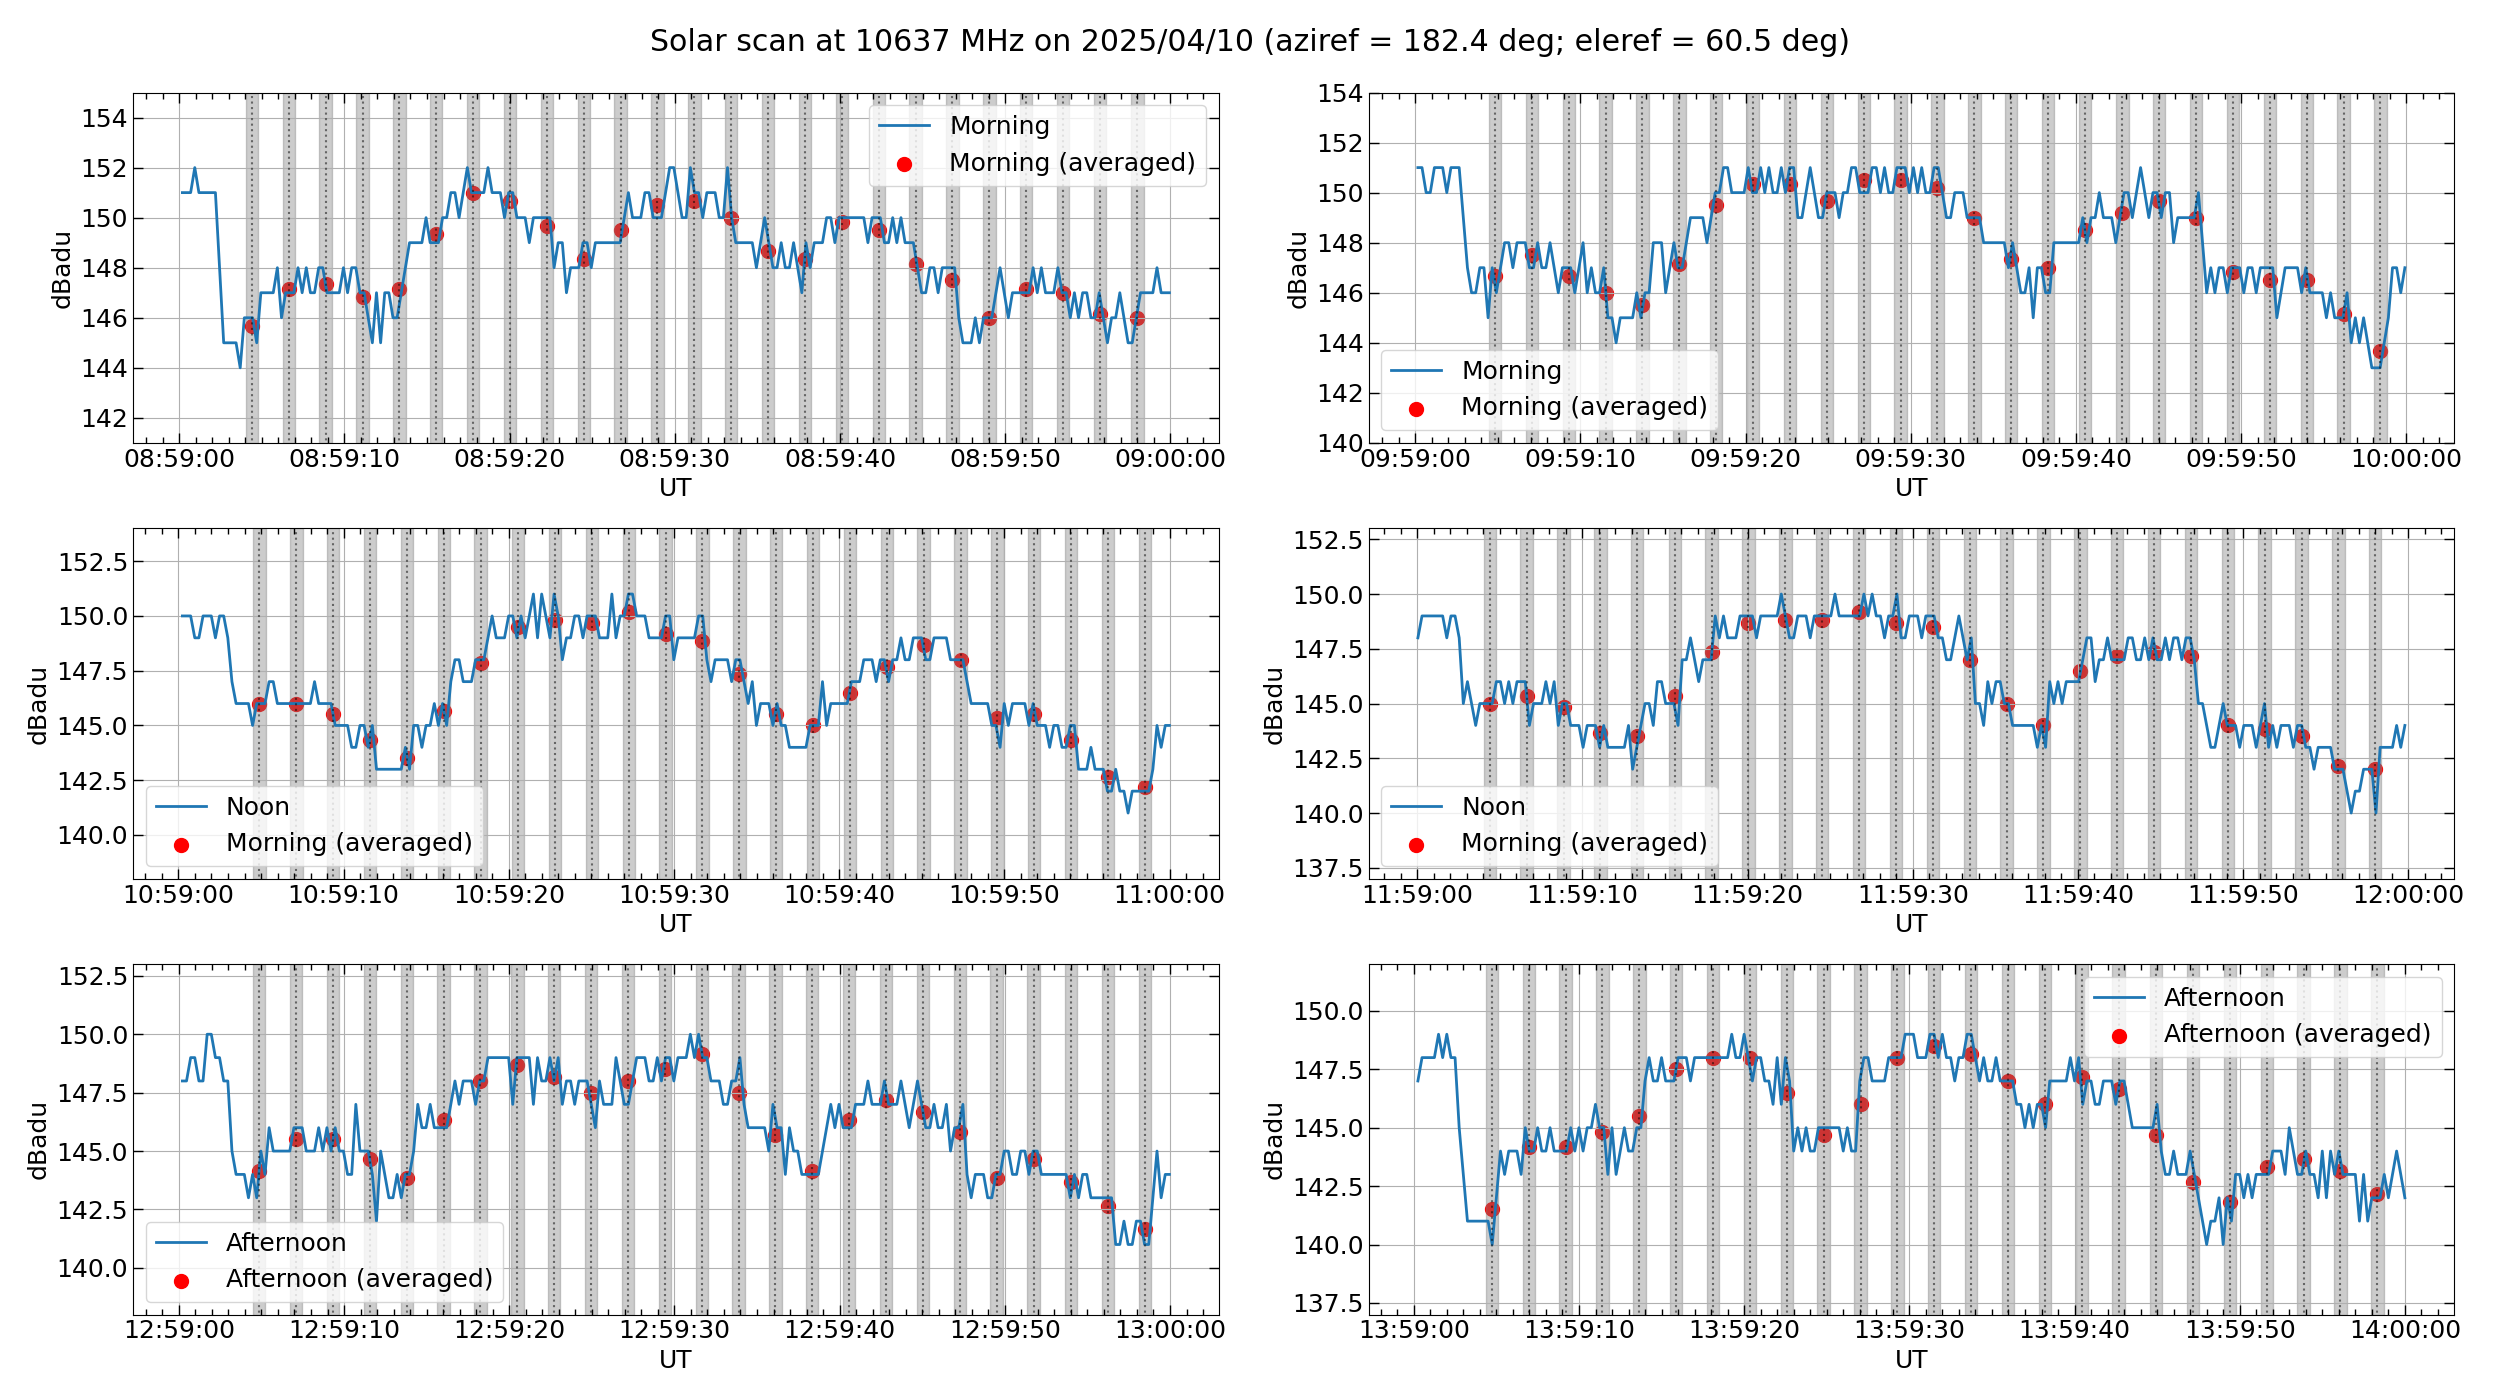 Solar scan at 10637 MHz on 2025/04/10 (aziref = 182.4 deg; eleref = 60.5 deg)
dBadu
154
152
150
148
146
144
142
Morning
Morning (averaged)
08:59:00 08:59:10 08:59:20 08:59:30 08:59:40 08:59:50 09:00:00
UT
dBadu
154
152
151
150
148
146
144
142
140
Morning
Morning (averaged)
09:59:00 09:59:10 09:59:20 09:59:30 09:59:40 09:59:50 10:00:00
UT
dBadu
152.5
150.0
147.5
145.0
142.5
140.0
Noon
Morning (averaged)
10:59:00 10:59:10 10:59:20 10:59:30 10:59:40 10:59:50 11:00:00
UT
dBadu
152.5
150.0
147.5
145.0
142.5
140.0
137.5
Noon
Morning (averaged)
11:59:00 11:59:10 11:59:20 11:59:30 11:59:40 11:59:50 12:00:00
UT
dBadu
152.5
150.0
147.5
145.0
142.5
140.0
Afternoon
Afternoon (averaged)
12:59:00 12:59:10 12:59:20 12:59:30 12:59:40 12:59:50 13:00:00
UT
dBadu
150.0
147.5
145.0
142.5
140.0
137.5
Afternoon
Afternoon (averaged)
13:59:00 13:59:10 13:59:20 13:59:30 13:59:40 13:59:50 14:00:00
UT